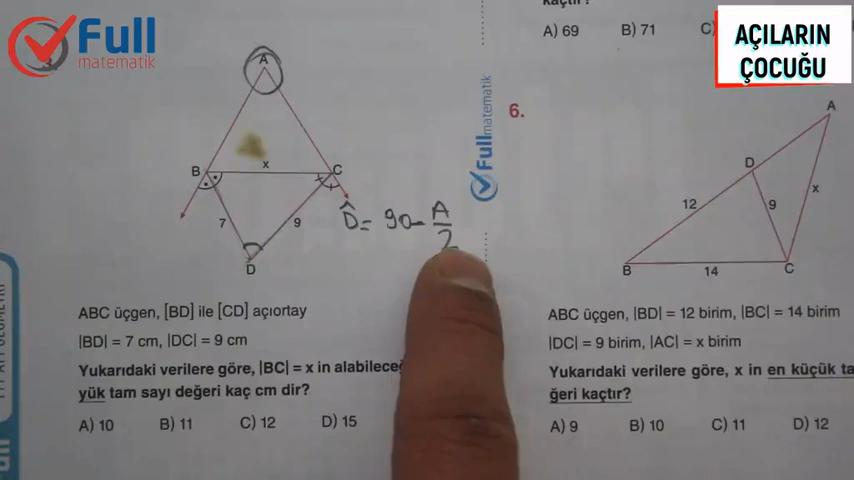 Full
matematik
kaçtır?
A) 69
B) 71
C)
AÇILARIN
ÇOCUĞU
A
B
x
C
7
9
D
D̂ = 90 - A/2
Full matematik
ABC üçgen, [BD] ile [CD] açıortay
|BD| = 7 cm, |DC| = 9 cm
Yukarıdaki verilere göre, |BC| = x in alabileceğ
yük tam sayı değeri kaç cm dir?
A) 10
B) 11
C) 12
D) 15
6.
A
D
12
9
x
B
14
C
ABC üçgen, |BD| = 12 birim, |BC| = 14 birim
|DC| = 9 birim, |AC| = x birim
Yukarıdaki verilere göre, x in en küçük ta
ğeri kaçtır?
A) 9
B) 10
C) 11
D) 12